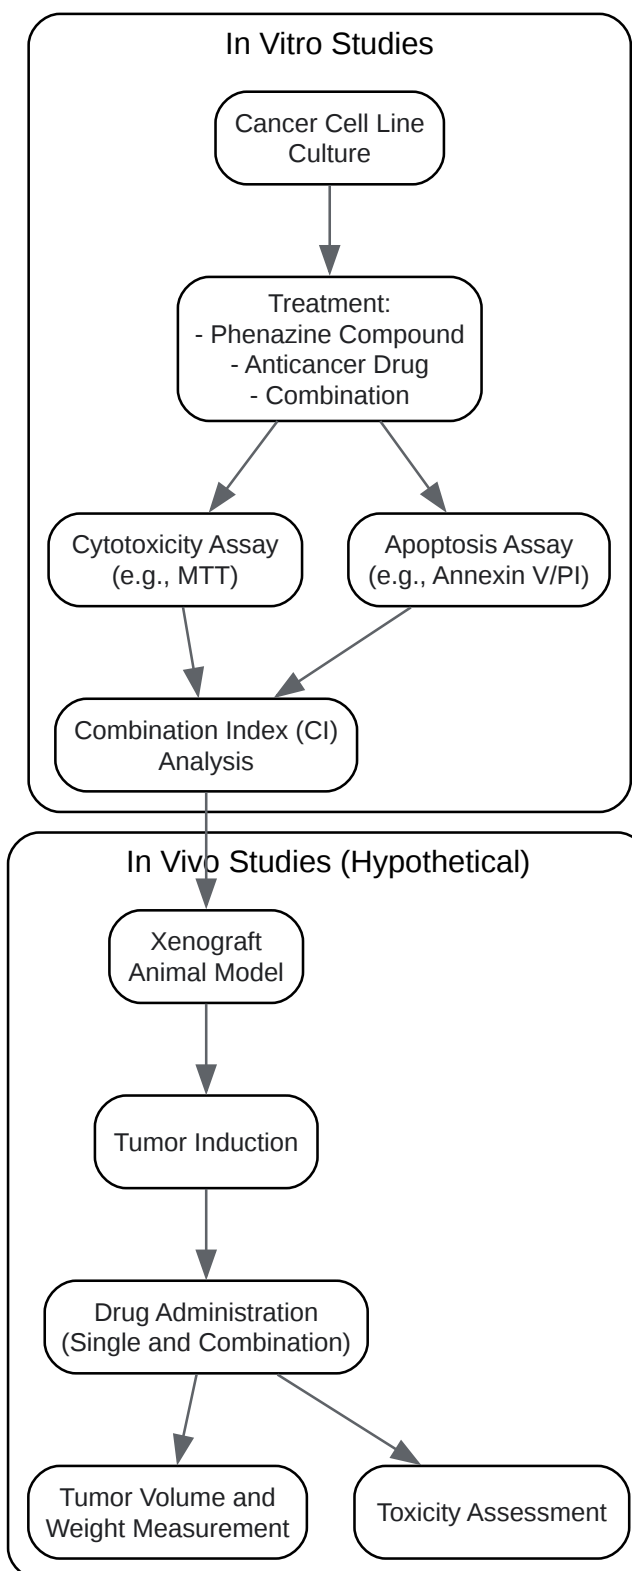 In Vitro Studies
Cancer Cell Line
Culture
Treatment:
- Phenazine Compound
- Anticancer Drug
- Combination
Cytotoxicity Assay
(e.g., MTT)
Apoptosis Assay
(e.g., Annexin V/PI)
Combination Index (CI)
Analysis
In Vivo Studies (Hypothetical)
Xenograft
Animal Model
Tumor Induction
Drug Administration
(Single and Combination)
Tumor Volume and
Weight Measurement
Toxicity Assessment